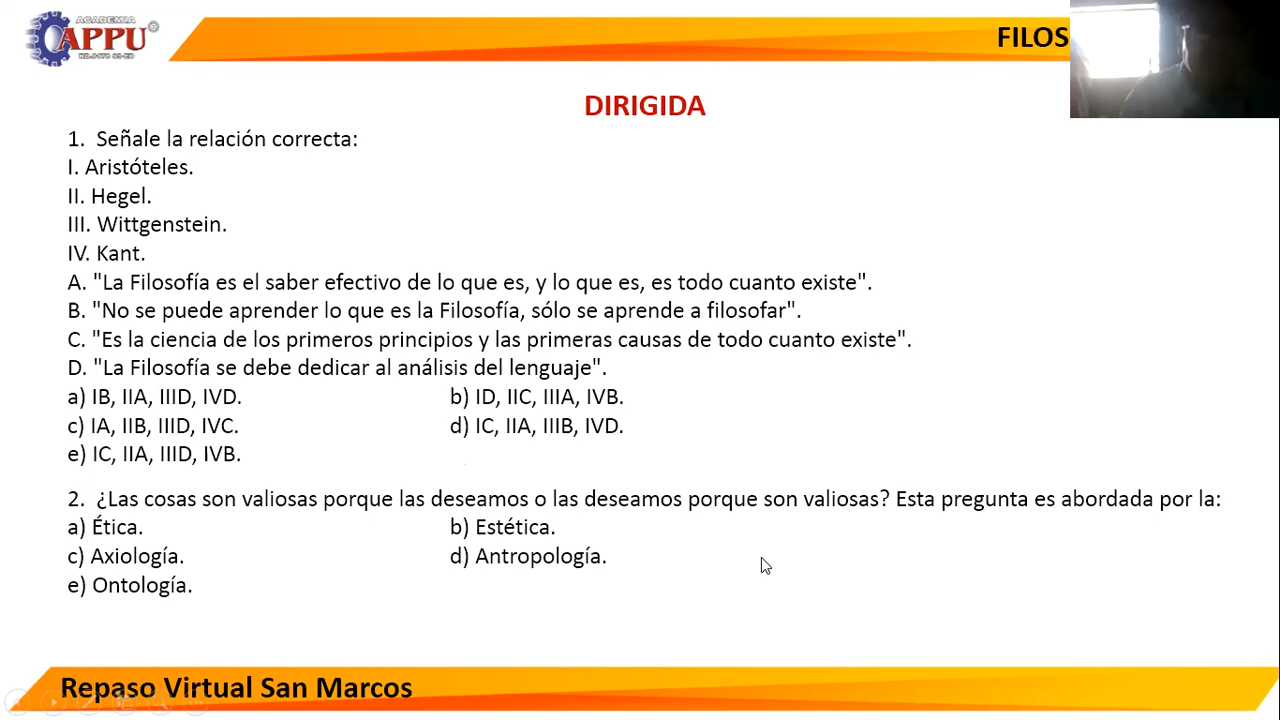 ACADEMIA
APPU
FILOS
DIRIGIDA
1. Señale la relación correcta:
I. Aristóteles.
II. Hegel.
III. Wittgenstein.
IV. Kant.
A. "La Filosofía es el saber efectivo de lo que es, y lo que es, es todo cuanto existe".
B. "No se puede aprender lo que es la Filosofía, sólo se aprende a filosofar".
C. "Es la ciencia de los primeros principios y las primeras causas de todo cuanto existe".
D. "La Filosofía se debe dedicar al análisis del lenguaje".
a) IB, IIA, IIID, IVD. b) ID, IIC, IIIA, IVB.
c) IA, IIB, IIID, IVC. d) IC, IIA, IIIB, IVD.
e) IC, IIA, IIID, IVB.
2. ¿Las cosas son valiosas porque las deseamos o las deseamos porque son valiosas? Esta pregunta es abordada por la:
a) Ética. b) Estética.
c) Axiología. d) Antropología.
e) Ontología.
Repaso Virtual San Marcos